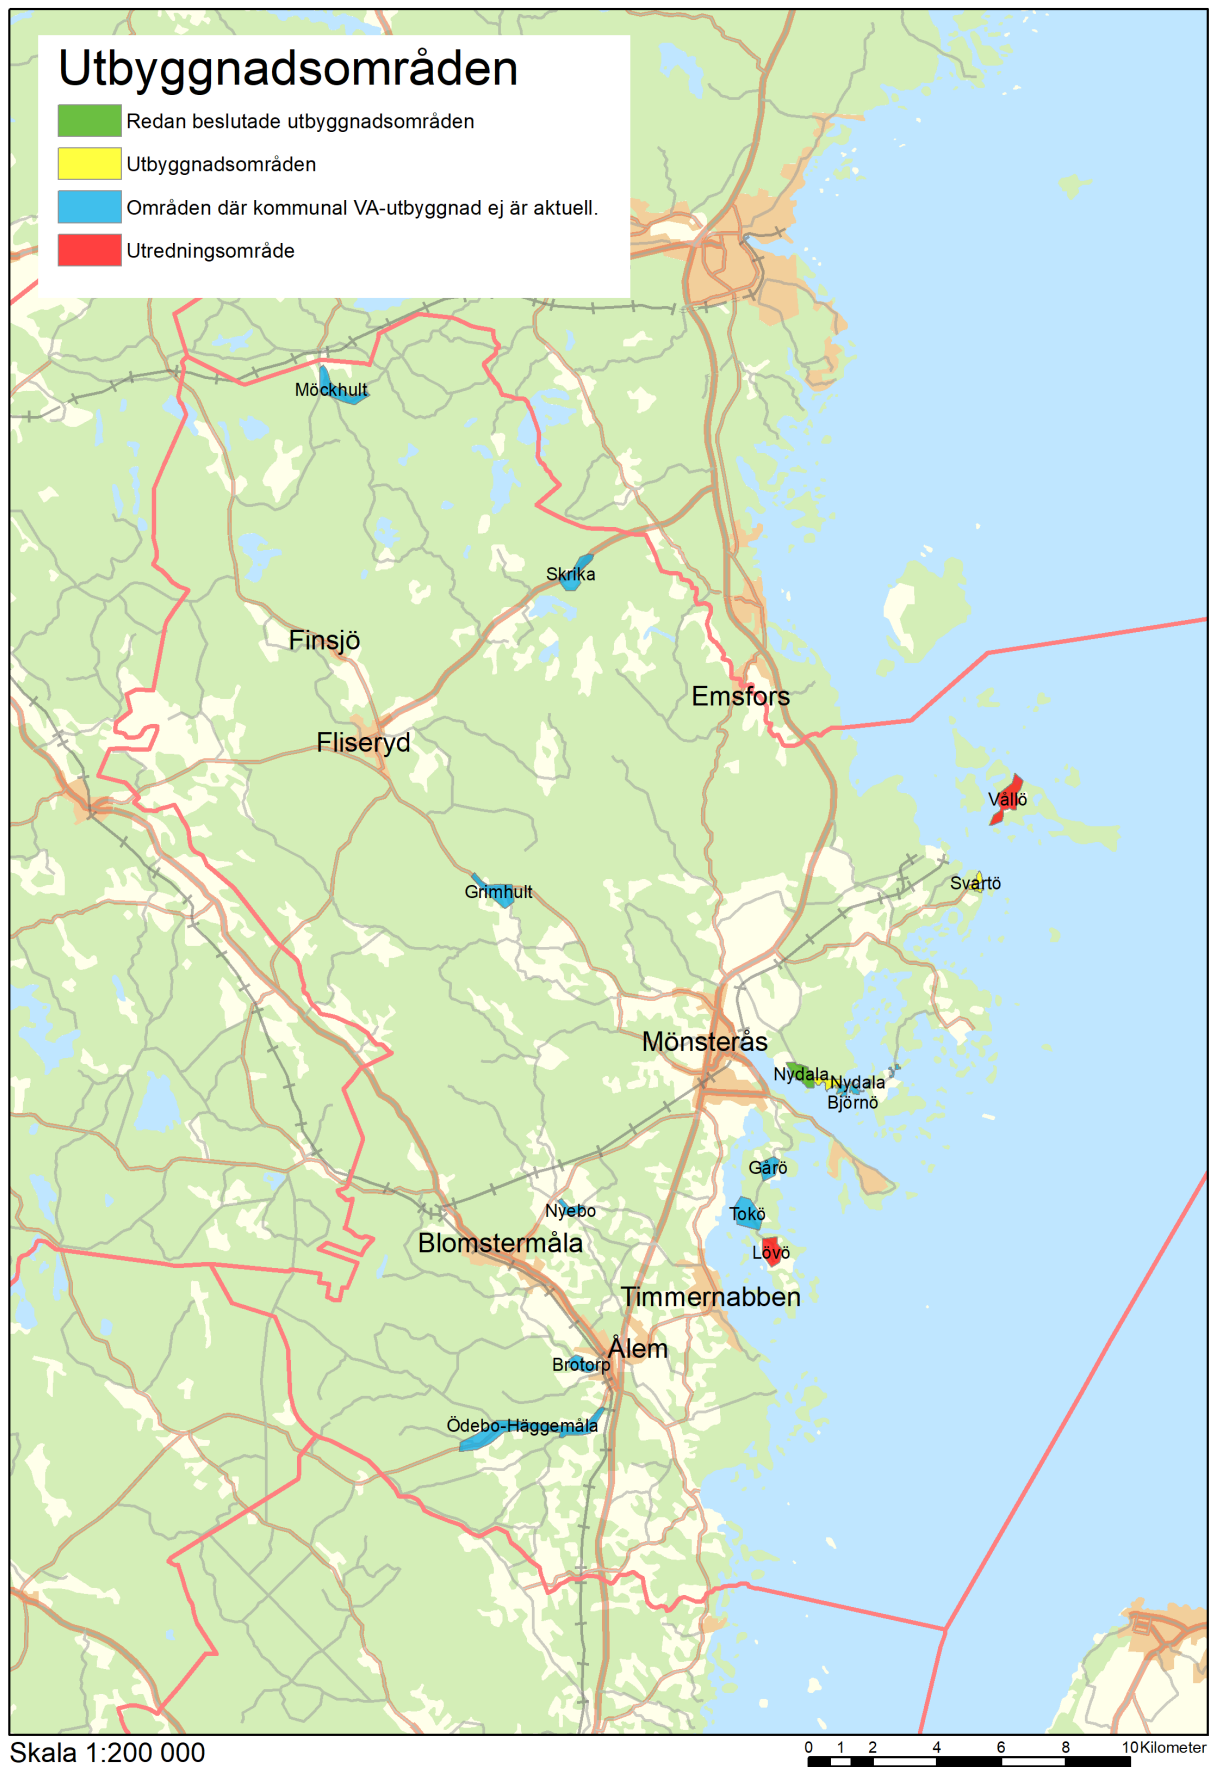 Utbyggnadsområden
Redan beslutade utbyggnadsområden
Utbyggnadsområden
Områden där kommunal VA-utbyggnad ej är aktuell.
Utredningsområde
Möckhult
Skrika
Finsjö
Emsfors
Fliseryd
Vållö
Svartö
Grimhult
Mönsterås
Nydala
Nydala
Björnö
Gårö
Nyebo
Tokö
Blomstermåla
Lövö
Timmernabben
Ålem
Brotorp
Ödebo-Häggemåla
Skala 1:200 000
0 1 2 4 6 8 10 Kilometer